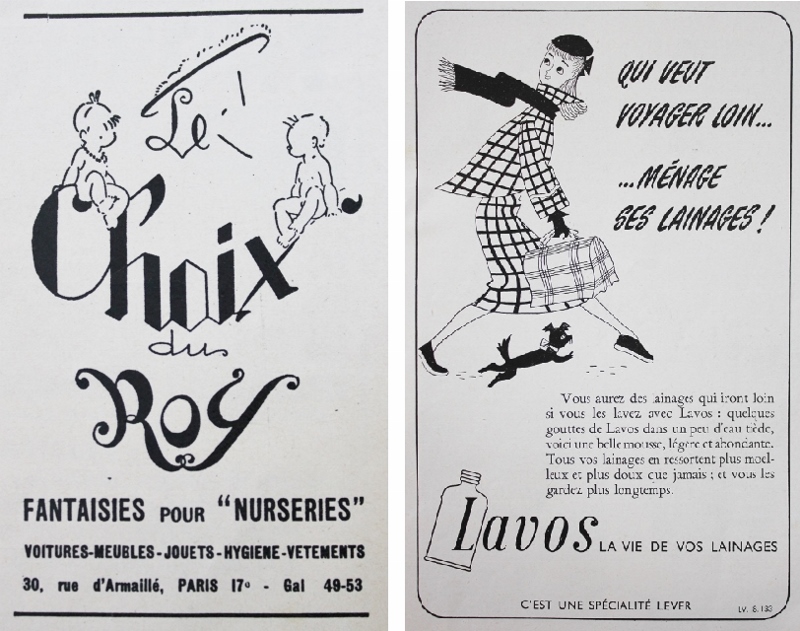 Le
Choix
du
Roy
FANTAISIES POUR "NURSERIES"
VOITURES-MEUBLES-JOUETS-HYGIENE-VETEMENTS
30, rue d'Armaillé, PARIS 17e - Gal 49-53
QUI VEUT
VOYAGER LOIN...
...MÉNAGE
SES LAINAGES !
Vous aurez des lainages qui iront loin
si vous les lavez avec Lavos : quelques
gouttes de Lavos dans un peu d'eau tiède,
voici une belle mousse, légère et abondante.
Tous vos lainages en ressortent plus moel-
leux et plus doux que jamais ; et vous les
gardez plus longtemps.
Lavos LA VIE DE VOS LAINAGES
C'EST UNE SPÉCIALITÉ LEVER